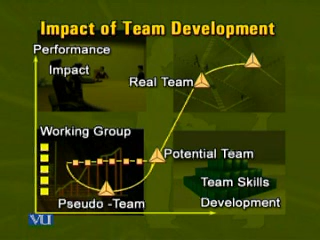 Impact of Team Development
Performance
Impact
Real Team
Working Group
Potential Team
Team Skills
Pseudo -Team
Development
VU